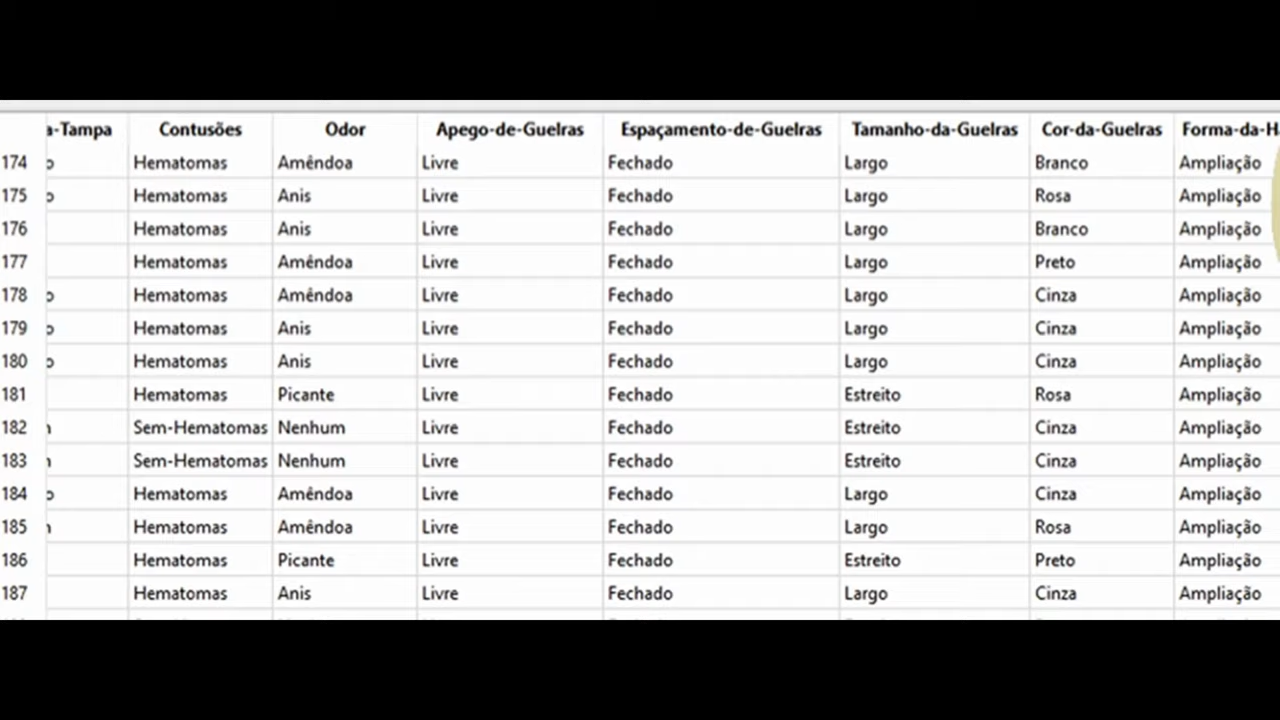 a-Tampa Contusões Odor Apego-de-Guelras Espaçamento-de-Guelras Tamanho-da-Guelras Cor-da-Guelras Forma-da-H
174 o Hematomas Amêndoa Livre Fechado Largo Branco Ampliação
175 o Hematomas Anis Livre Fechado Largo Rosa Ampliação
176 Hematomas Anis Livre Fechado Largo Branco Ampliação
177 Hematomas Amêndoa Livre Fechado Largo Preto Ampliação
178 o Hematomas Amêndoa Livre Fechado Largo Cinza Ampliação
179 o Hematomas Anis Livre Fechado Largo Cinza Ampliação
180 o Hematomas Anis Livre Fechado Largo Cinza Ampliação
181 Hematomas Picante Livre Fechado Estreito Rosa Ampliação
182 Sem-Hematomas Nenhum Livre Fechado Estreito Cinza Ampliação
183 Sem-Hematomas Nenhum Livre Fechado Estreito Cinza Ampliação
184 o Hematomas Amêndoa Livre Fechado Largo Cinza Ampliação
185 Hematomas Amêndoa Livre Fechado Largo Rosa Ampliação
186 Hematomas Picante Livre Fechado Estreito Preto Ampliação
187 Hematomas Anis Livre Fechado Largo Cinza Ampliação